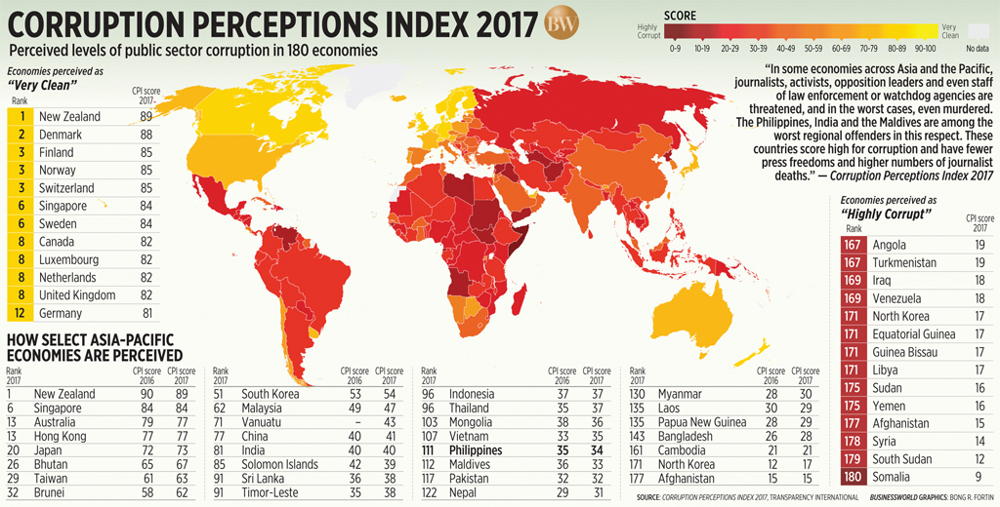 CORRUPTION PERCEPTIONS INDEX 2017
BW
Perceived levels of public sector corruption in 180 economies
SCORE
Highly Corrupt
Very Clean
0-9 10-19 20-29 30-39 40-49 50-59 60-69 70-79 80-89 90-100 No data
Economies perceived as
“Very Clean”
Rank CPI score 2017
1 New Zealand 89
2 Denmark 88
3 Finland 85
3 Norway 85
3 Switzerland 85
6 Singapore 84
6 Sweden 84
8 Canada 82
8 Luxembourg 82
8 Netherlands 82
8 United Kingdom 82
12 Germany 81
“In some economies across Asia and the Pacific,
journalists, activists, opposition leaders and even staff
of law enforcement or watchdog agencies are
threatened, and in the worst cases, even murdered.
The Philippines, India and the Maldives are among the
worst regional offenders in this respect. These
countries score high for corruption and have fewer
press freedoms and higher numbers of journalist
deaths.” — Corruption Perceptions Index 2017
Economies perceived as
“Highly Corrupt”
Rank CPI score 2017
167 Angola 19
167 Turkmenistan 19
169 Iraq 18
169 Venezuela 18
171 North Korea 17
171 Equatorial Guinea 17
171 Guinea Bissau 17
171 Libya 17
175 Sudan 16
175 Yemen 16
177 Afghanistan 15
178 Syria 14
179 South Sudan 12
180 Somalia 9
HOW SELECT ASIA-PACIFIC
ECONOMIES ARE PERCEIVED
Rank 2017 CPI score 2016 CPI score 2017
1 New Zealand 90 89
6 Singapore 84 84
13 Australia 79 77
13 Hong Kong 77 77
20 Japan 72 73
26 Bhutan 65 67
29 Taiwan 61 63
32 Brunei 58 62
Rank 2017 CPI score 2016 CPI score 2017
51 South Korea 53 54
62 Malaysia 49 47
71 Vanuatu – 43
77 China 40 41
81 India 40 40
85 Solomon Islands 42 39
91 Sri Lanka 36 38
91 Timor-Leste 35 38
Rank 2017 CPI score 2016 CPI score 2017
96 Indonesia 37 37
96 Thailand 35 37
103 Mongolia 38 36
107 Vietnam 33 35
111 Philippines 35 34
112 Maldives 36 33
117 Pakistan 32 32
122 Nepal 29 31
Rank 2017 CPI score 2016 CPI score 2017
130 Myanmar 28 30
135 Laos 30 29
135 Papua New Guinea 28 29
143 Bangladesh 26 28
161 Cambodia 21 21
171 North Korea 12 17
177 Afghanistan 15 15
SOURCE: CORRUPTION PERCEPTIONS INDEX 2017, TRANSPARENCY INTERNATIONAL BUSINESSWORLD GRAPHICS: BONG R. FORTIN